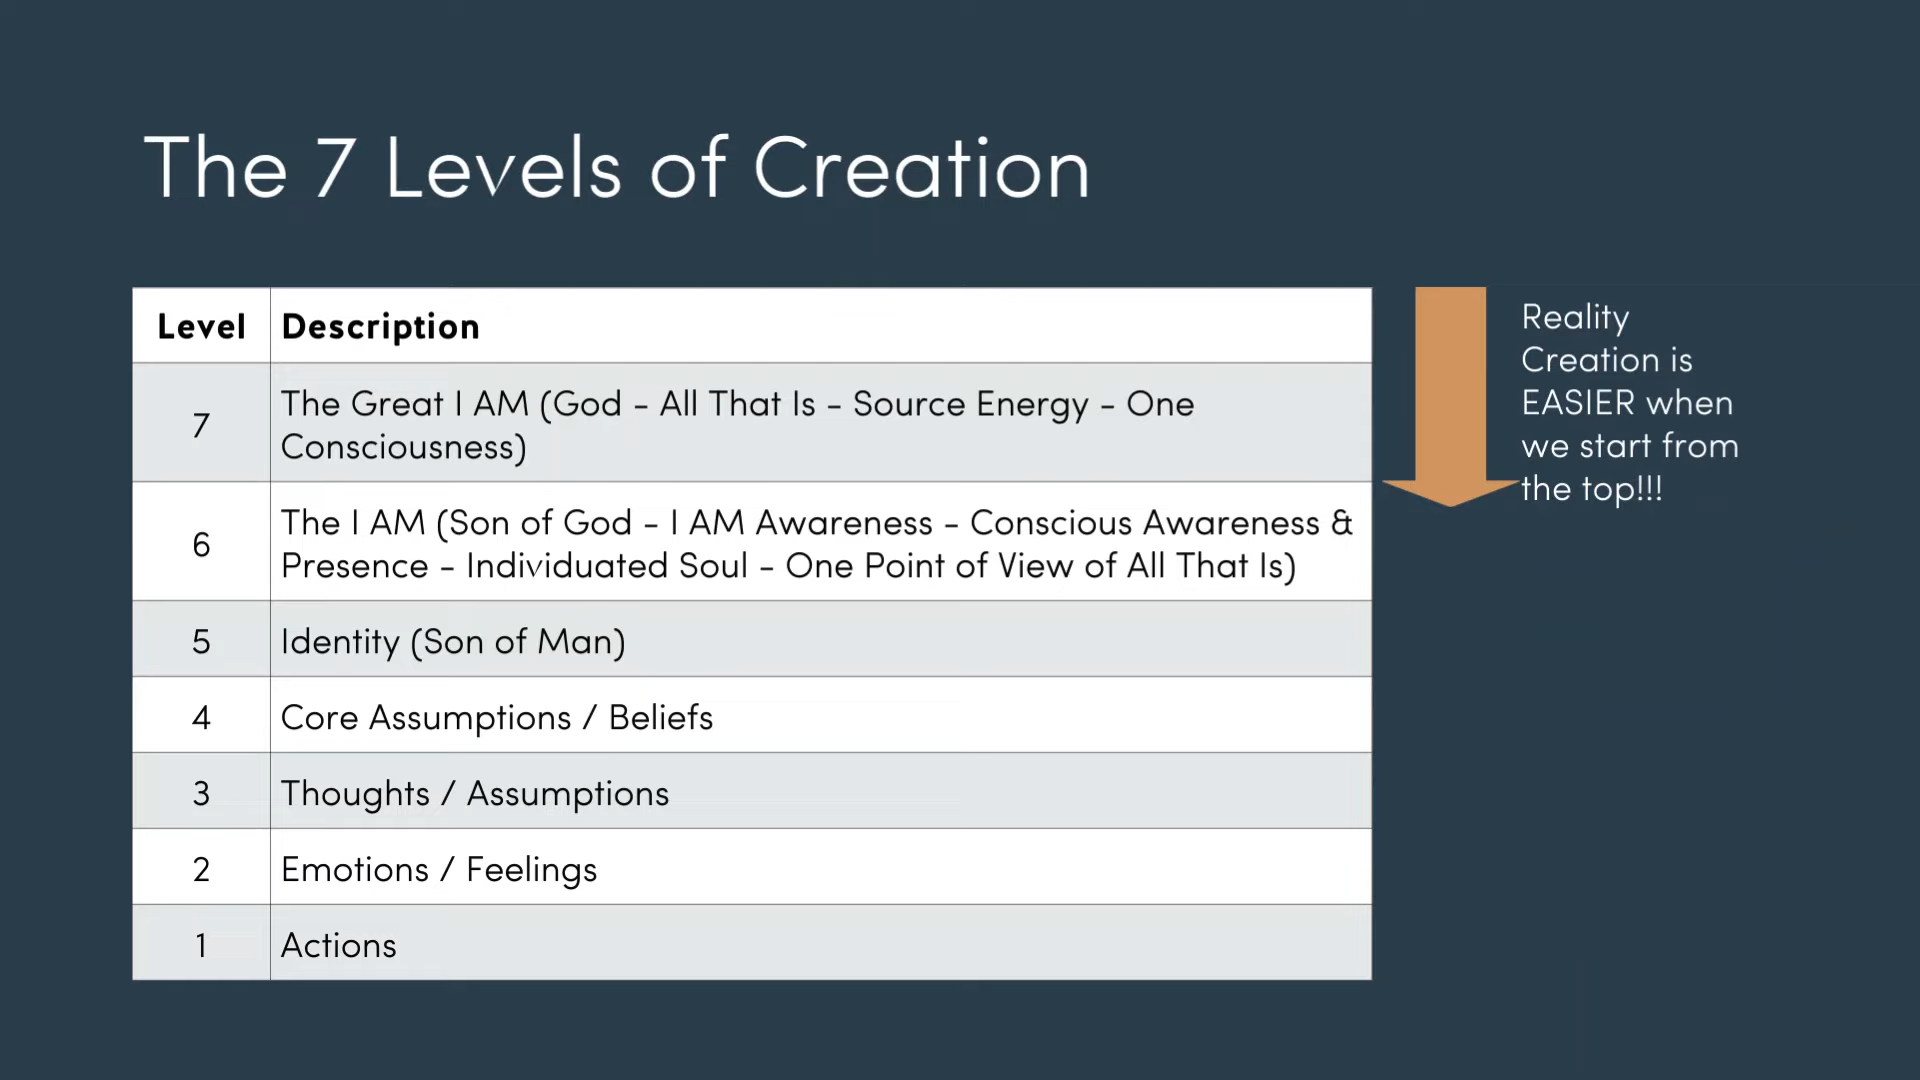 The 7 Levels of Creation
Level Description
7 The Great I AM (God - All That Is - Source Energy - One
Consciousness)
6 The I AM (Son of God - I AM Awareness - Conscious Awareness &
Presence - Individuated Soul - One Point of View of All That Is)
5 Identity (Son of Man)
4 Core Assumptions / Beliefs
3 Thoughts / Assumptions
2 Emotions / Feelings
1 Actions
Reality
Creation is
EASIER when
we start from
the top!!!